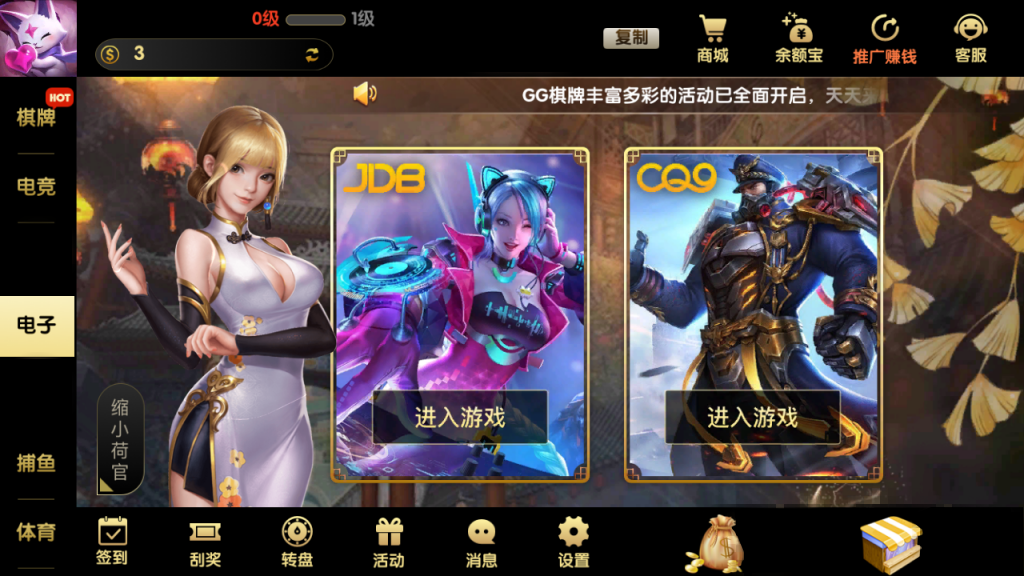 0级 1级
$ 3
复制
商城
余额宝
推广赚钱
客服
HOT
棋牌
电竞
电子
捕鱼
体育
GG棋牌丰富多彩的活动已全面开启，天天
JDB
进入游戏
CQ9
进入游戏
缩小荷官
签到
刮奖
转盘
活动
消息
设置